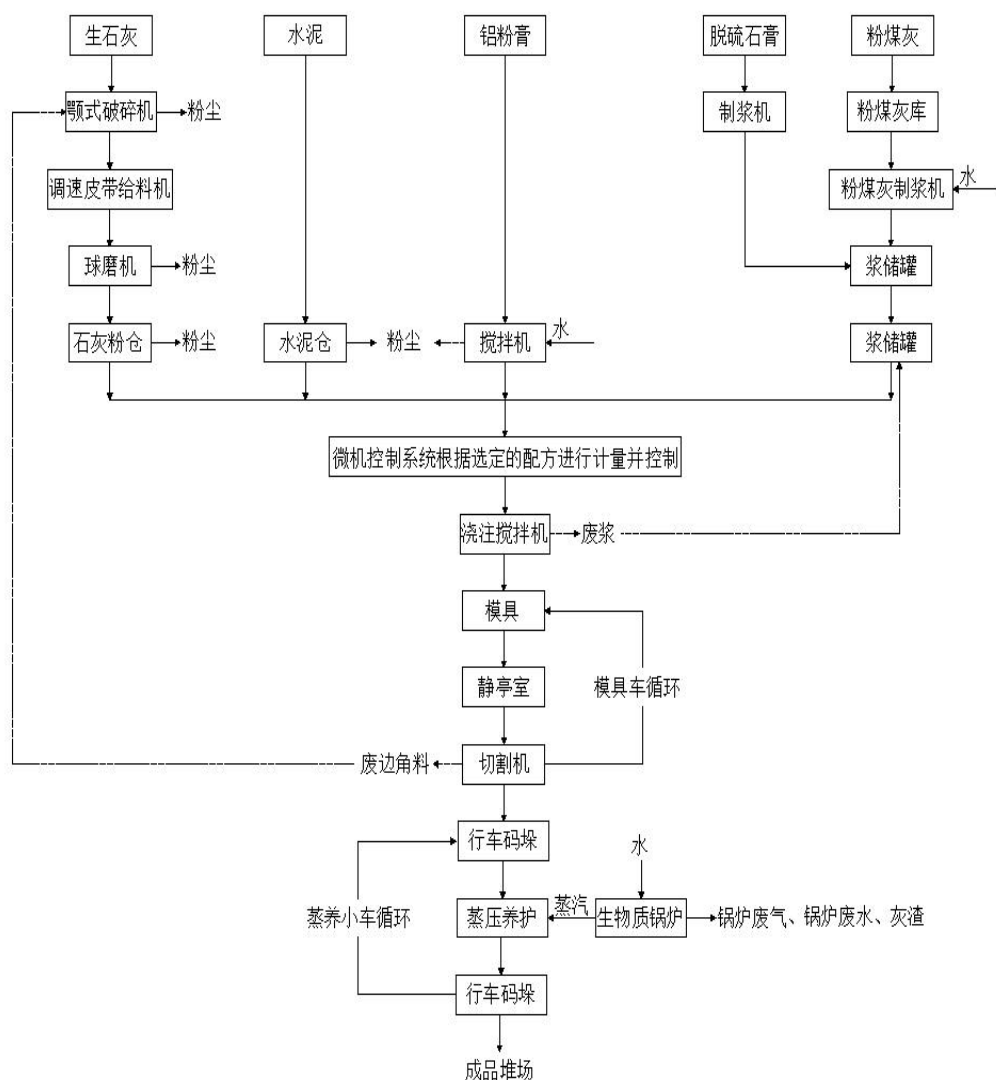 生石灰
水泥
铝粉膏
脱硫石膏
粉煤灰
颚式破碎机
粉尘
制浆机
粉煤灰库
调速皮带给料机
粉煤灰制浆机
水
球磨机
粉尘
浆储罐
石灰粉仓
粉尘
水泥仓
粉尘
搅拌机
水
浆储罐
微机控制系统根据选定的配方进行计量并控制
浇注搅拌机
废浆
模具
静亭室
模具车循环
废边角料
切割机
行车码垛
水
蒸养小车循环
蒸压养护
蒸汽
生物质锅炉
锅炉废气、锅炉废水、灰渣
行车码垛
成品堆场